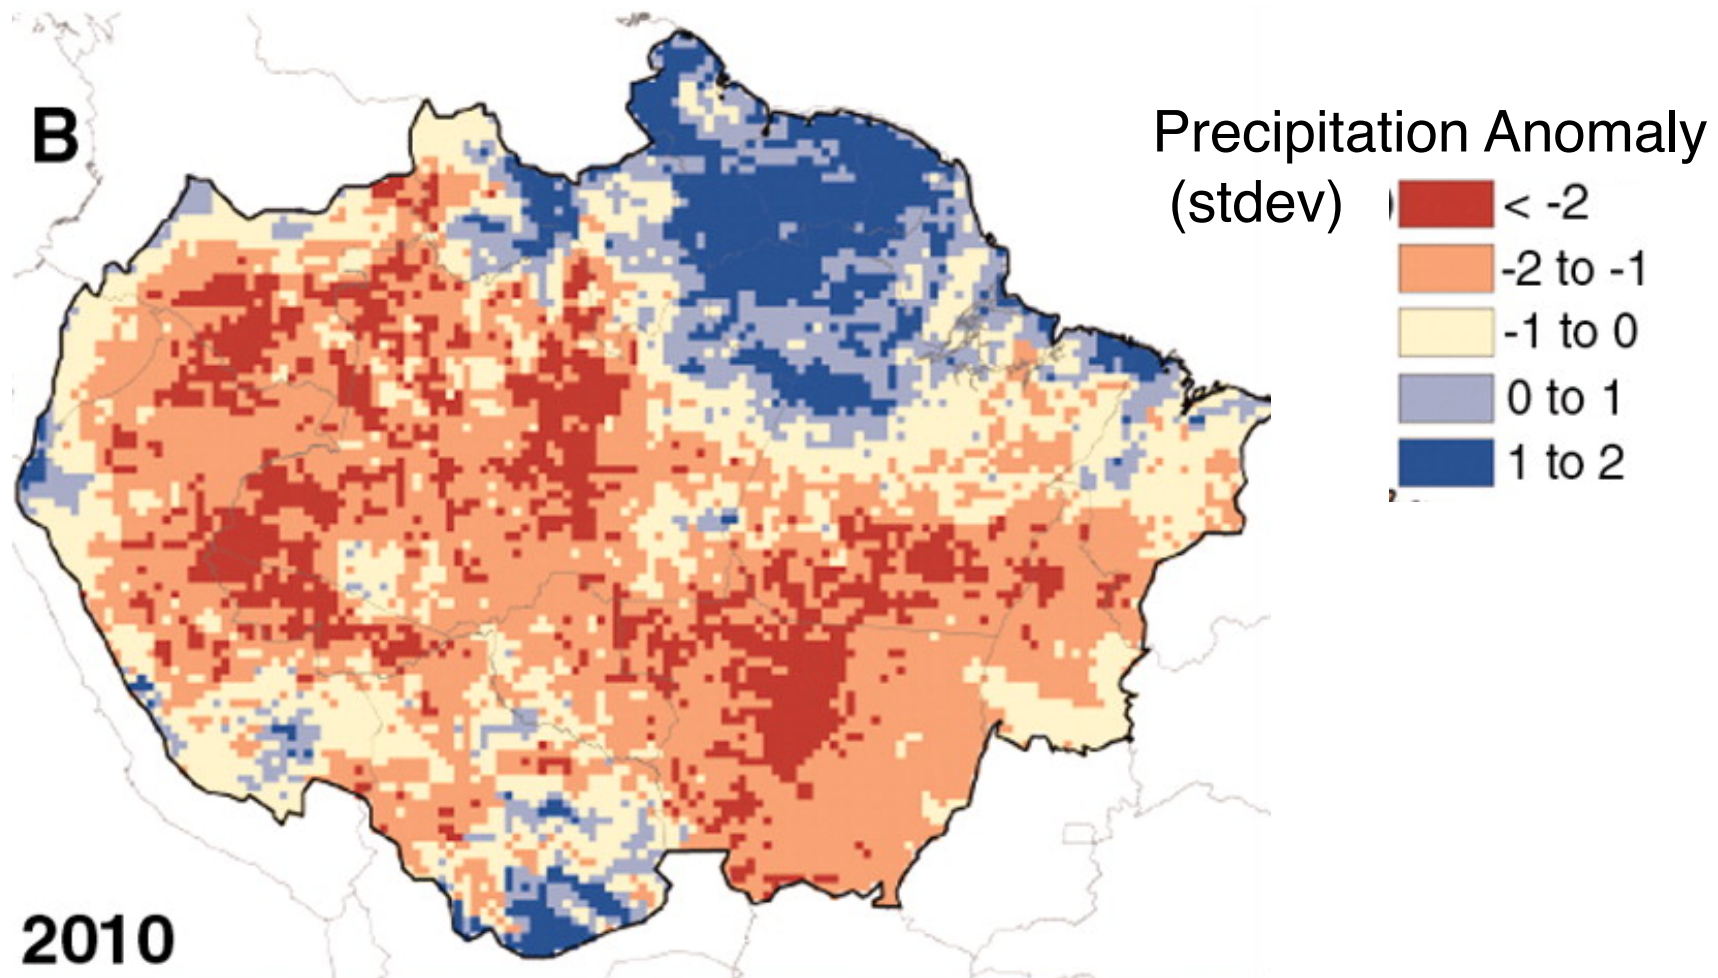 B
Precipitation Anomaly
(stdev)
< -2
-2 to -1
-1 to 0
0 to 1
1 to 2
2010